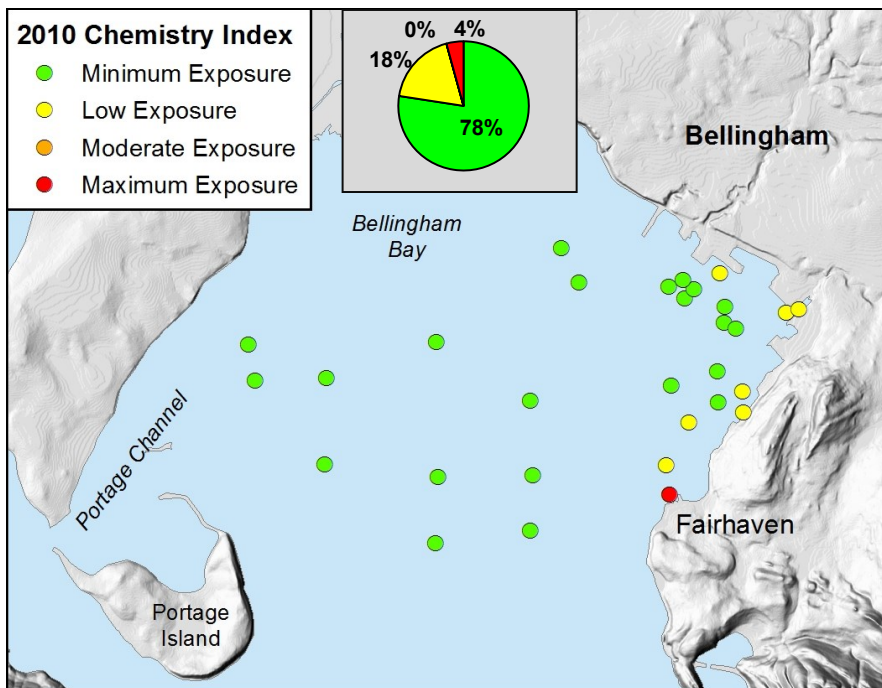 2010 Chemistry Index
Minimum Exposure
Low Exposure
Moderate Exposure
Maximum Exposure
0%
4%
18%
78%
Bellingham
Bellingham
Bay
Portage Channel
Fairhaven
Portage
Island